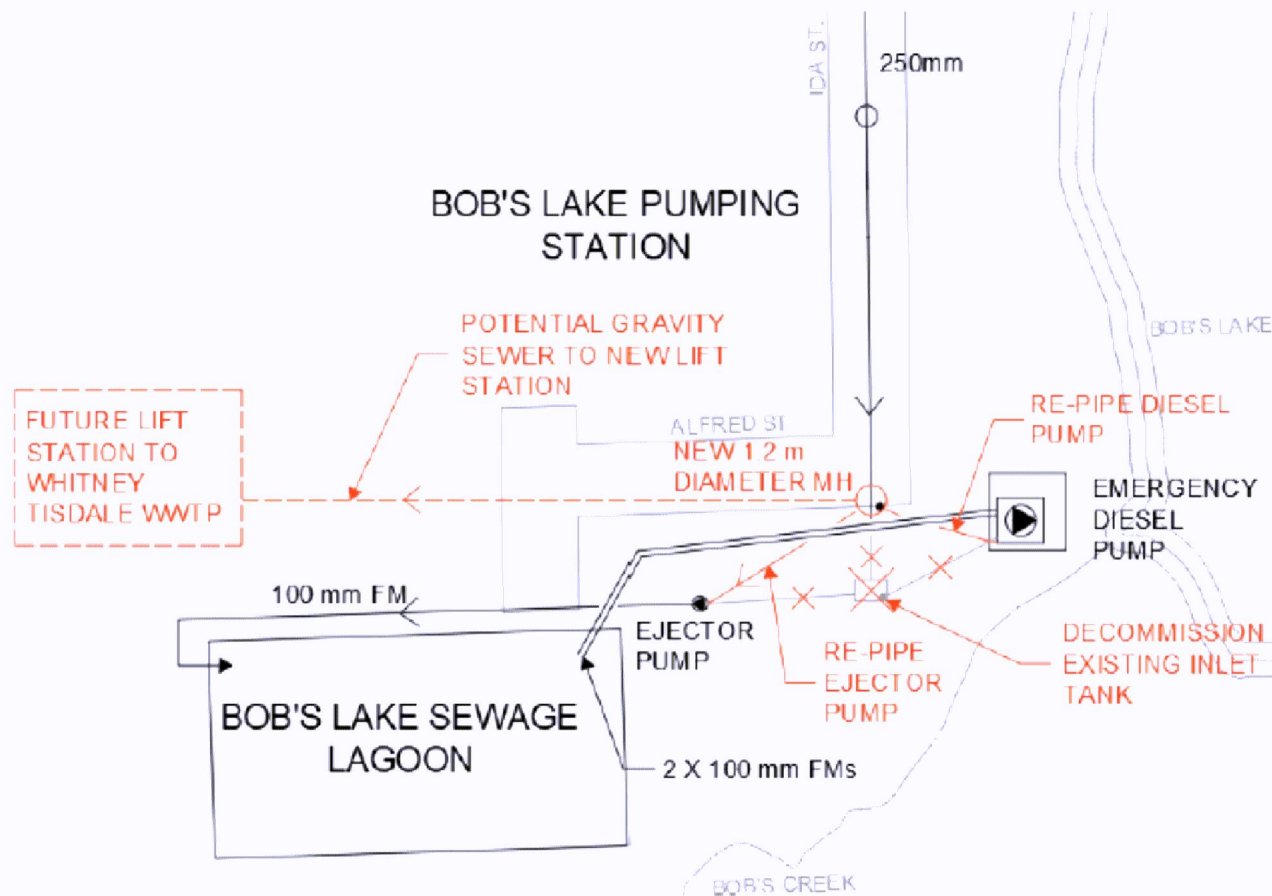 IDA ST.
250mm
BOB'S LAKE PUMPING
STATION
POTENTIAL GRAVITY
SEWER TO NEW LIFT
STATION
BOB'S LAKE
FUTURE LIFT
STATION TO
WHITNEY
TISDALE WWTP
ALFRED ST
NEW 1.2 m
DIAMETER MH
RE-PIPE DIESEL
PUMP
EMERGENCY
DIESEL
PUMP
100 mm FM
EJECTOR
PUMP
RE-PIPE
EJECTOR
PUMP
DECOMMISSION
EXISTING INLET
TANK
BOB'S LAKE SEWAGE
LAGOON
2 X 100 mm FMs
BOB'S CREEK